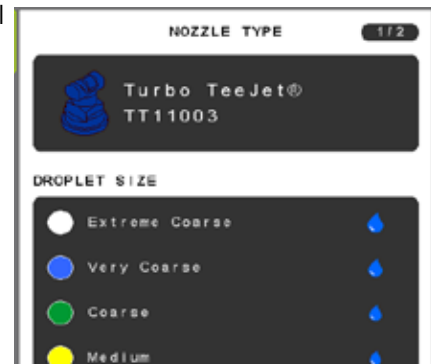 NOZZLE TYPE 1/2
Turbo TeeJet®
TT11003
DROPLET SIZE
Extreme Coarse
Very Coarse
Coarse
Medium